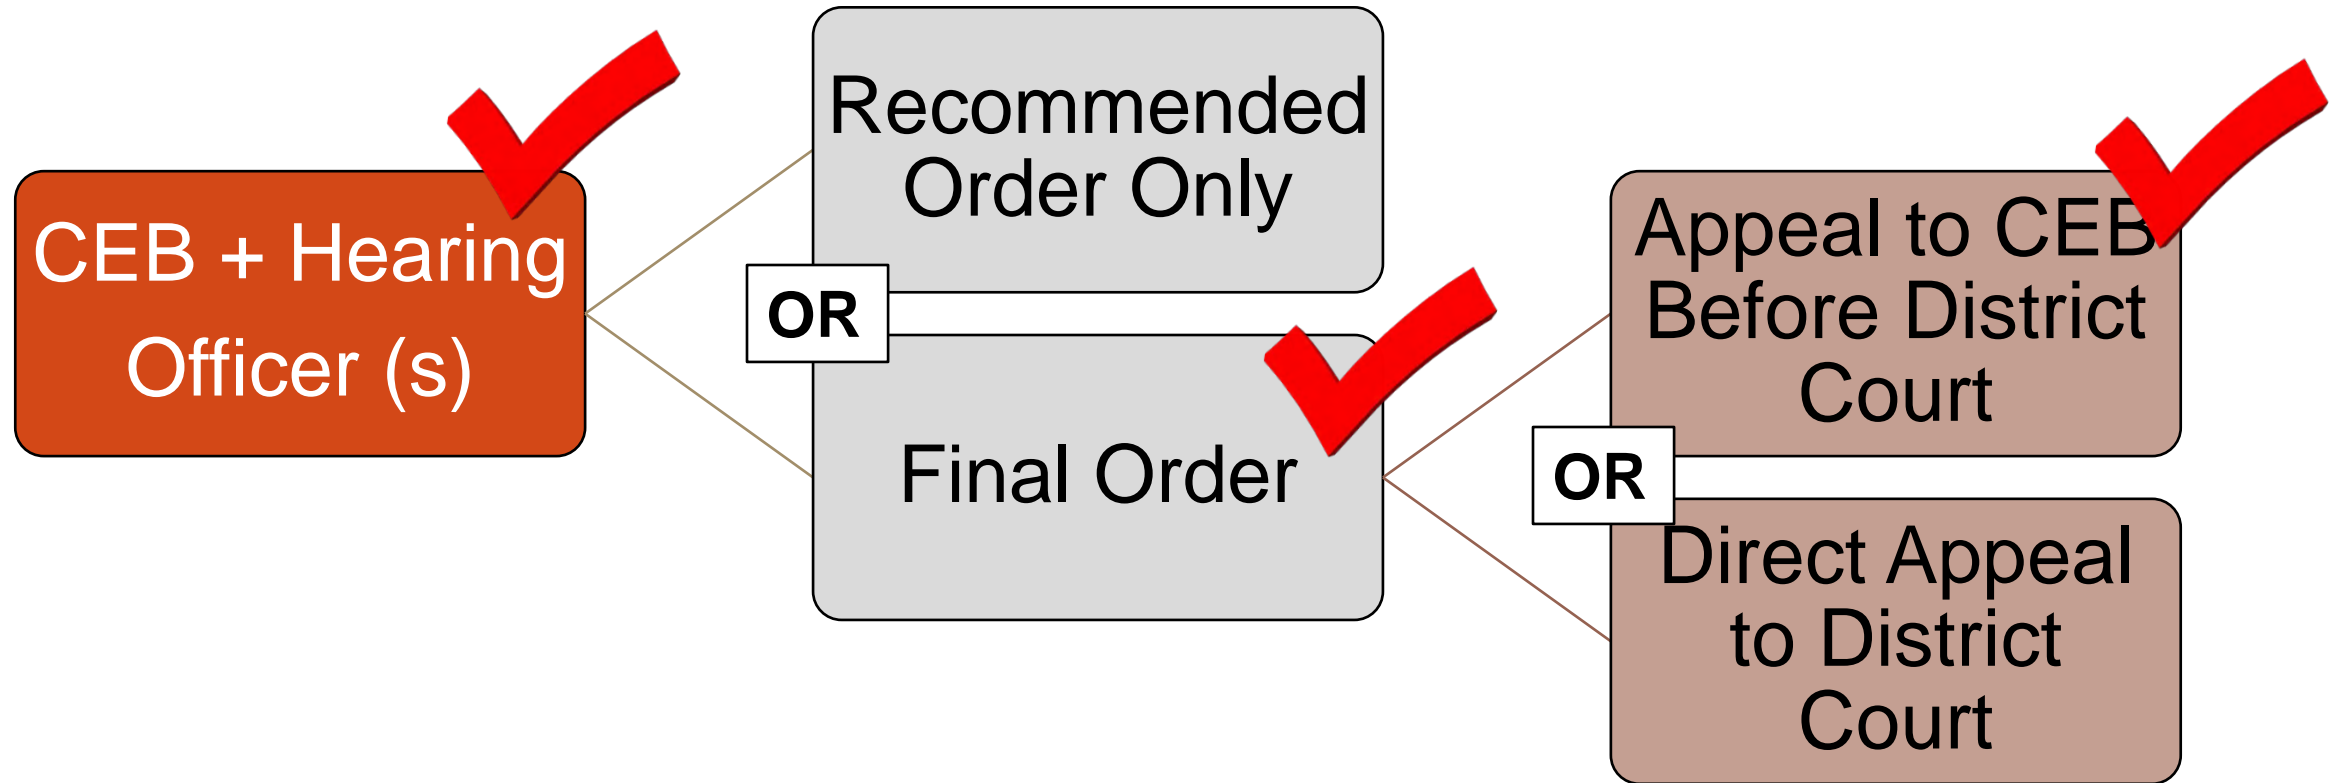 CEB + Hearing
Officer (s)
Recommended
Order Only
OR
Final Order
Appeal to CEB
Before District
Court
OR
Direct Appeal
to District
Court